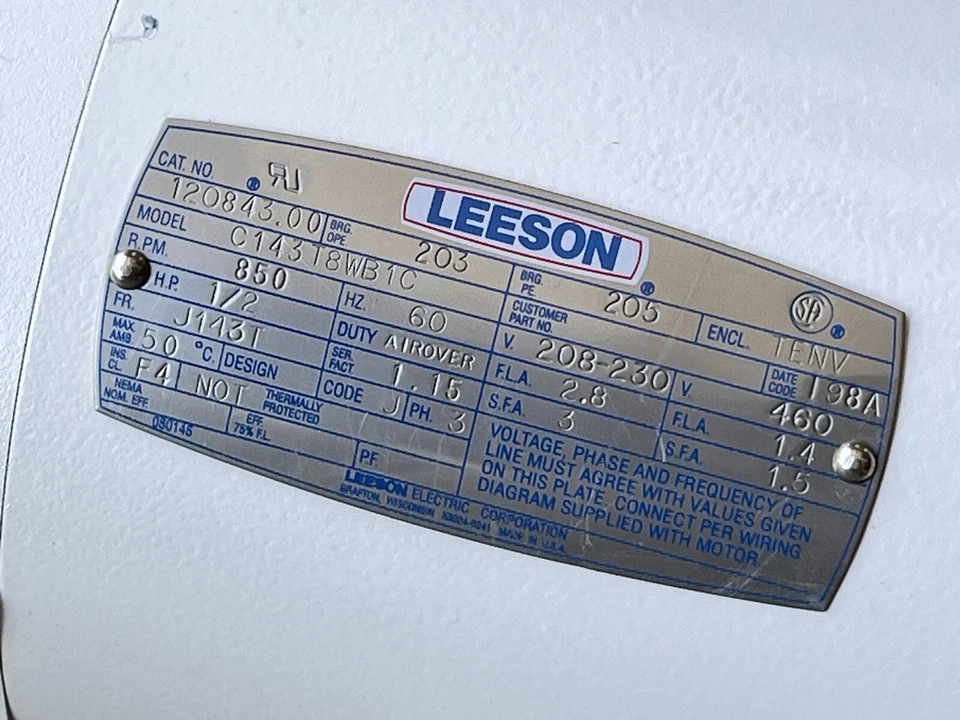 LEESON ®
CAT. NO. 120843.00 ®
BRG. OPE. 203
BRG. PE. 205
ENCL. TENV ®
MODEL C143T8WB1C
CUSTOMER PART NO.
DATE CODE 198A
R.P.M. 850
HZ. 60
V. 208-230
V. 460
H.P. 1/2
DUTY AIROVER
F.L.A. 2.8
F.L.A. 1.4
FR. J143T
SER. FACT. 1.15
S.F.A. 3
S.F.A. 1.5
MAX. AMB. 50 °C.
DESIGN
CODE J
PH. 3
INS. CL. F4
NOT THERMALLY PROTECTED
NEMA NOM. EFF.
EFF. 75% F.L.
P.F.
080145
VOLTAGE, PHASE AND FREQUENCY OF
LINE MUST AGREE WITH VALUES GIVEN
ON THIS PLATE. CONNECT PER WIRING
DIAGRAM SUPPLIED WITH MOTOR
LEESON ELECTRIC CORPORATION
GRAFTON, WISCONSIN 53024-0241 MADE IN U.S.A.